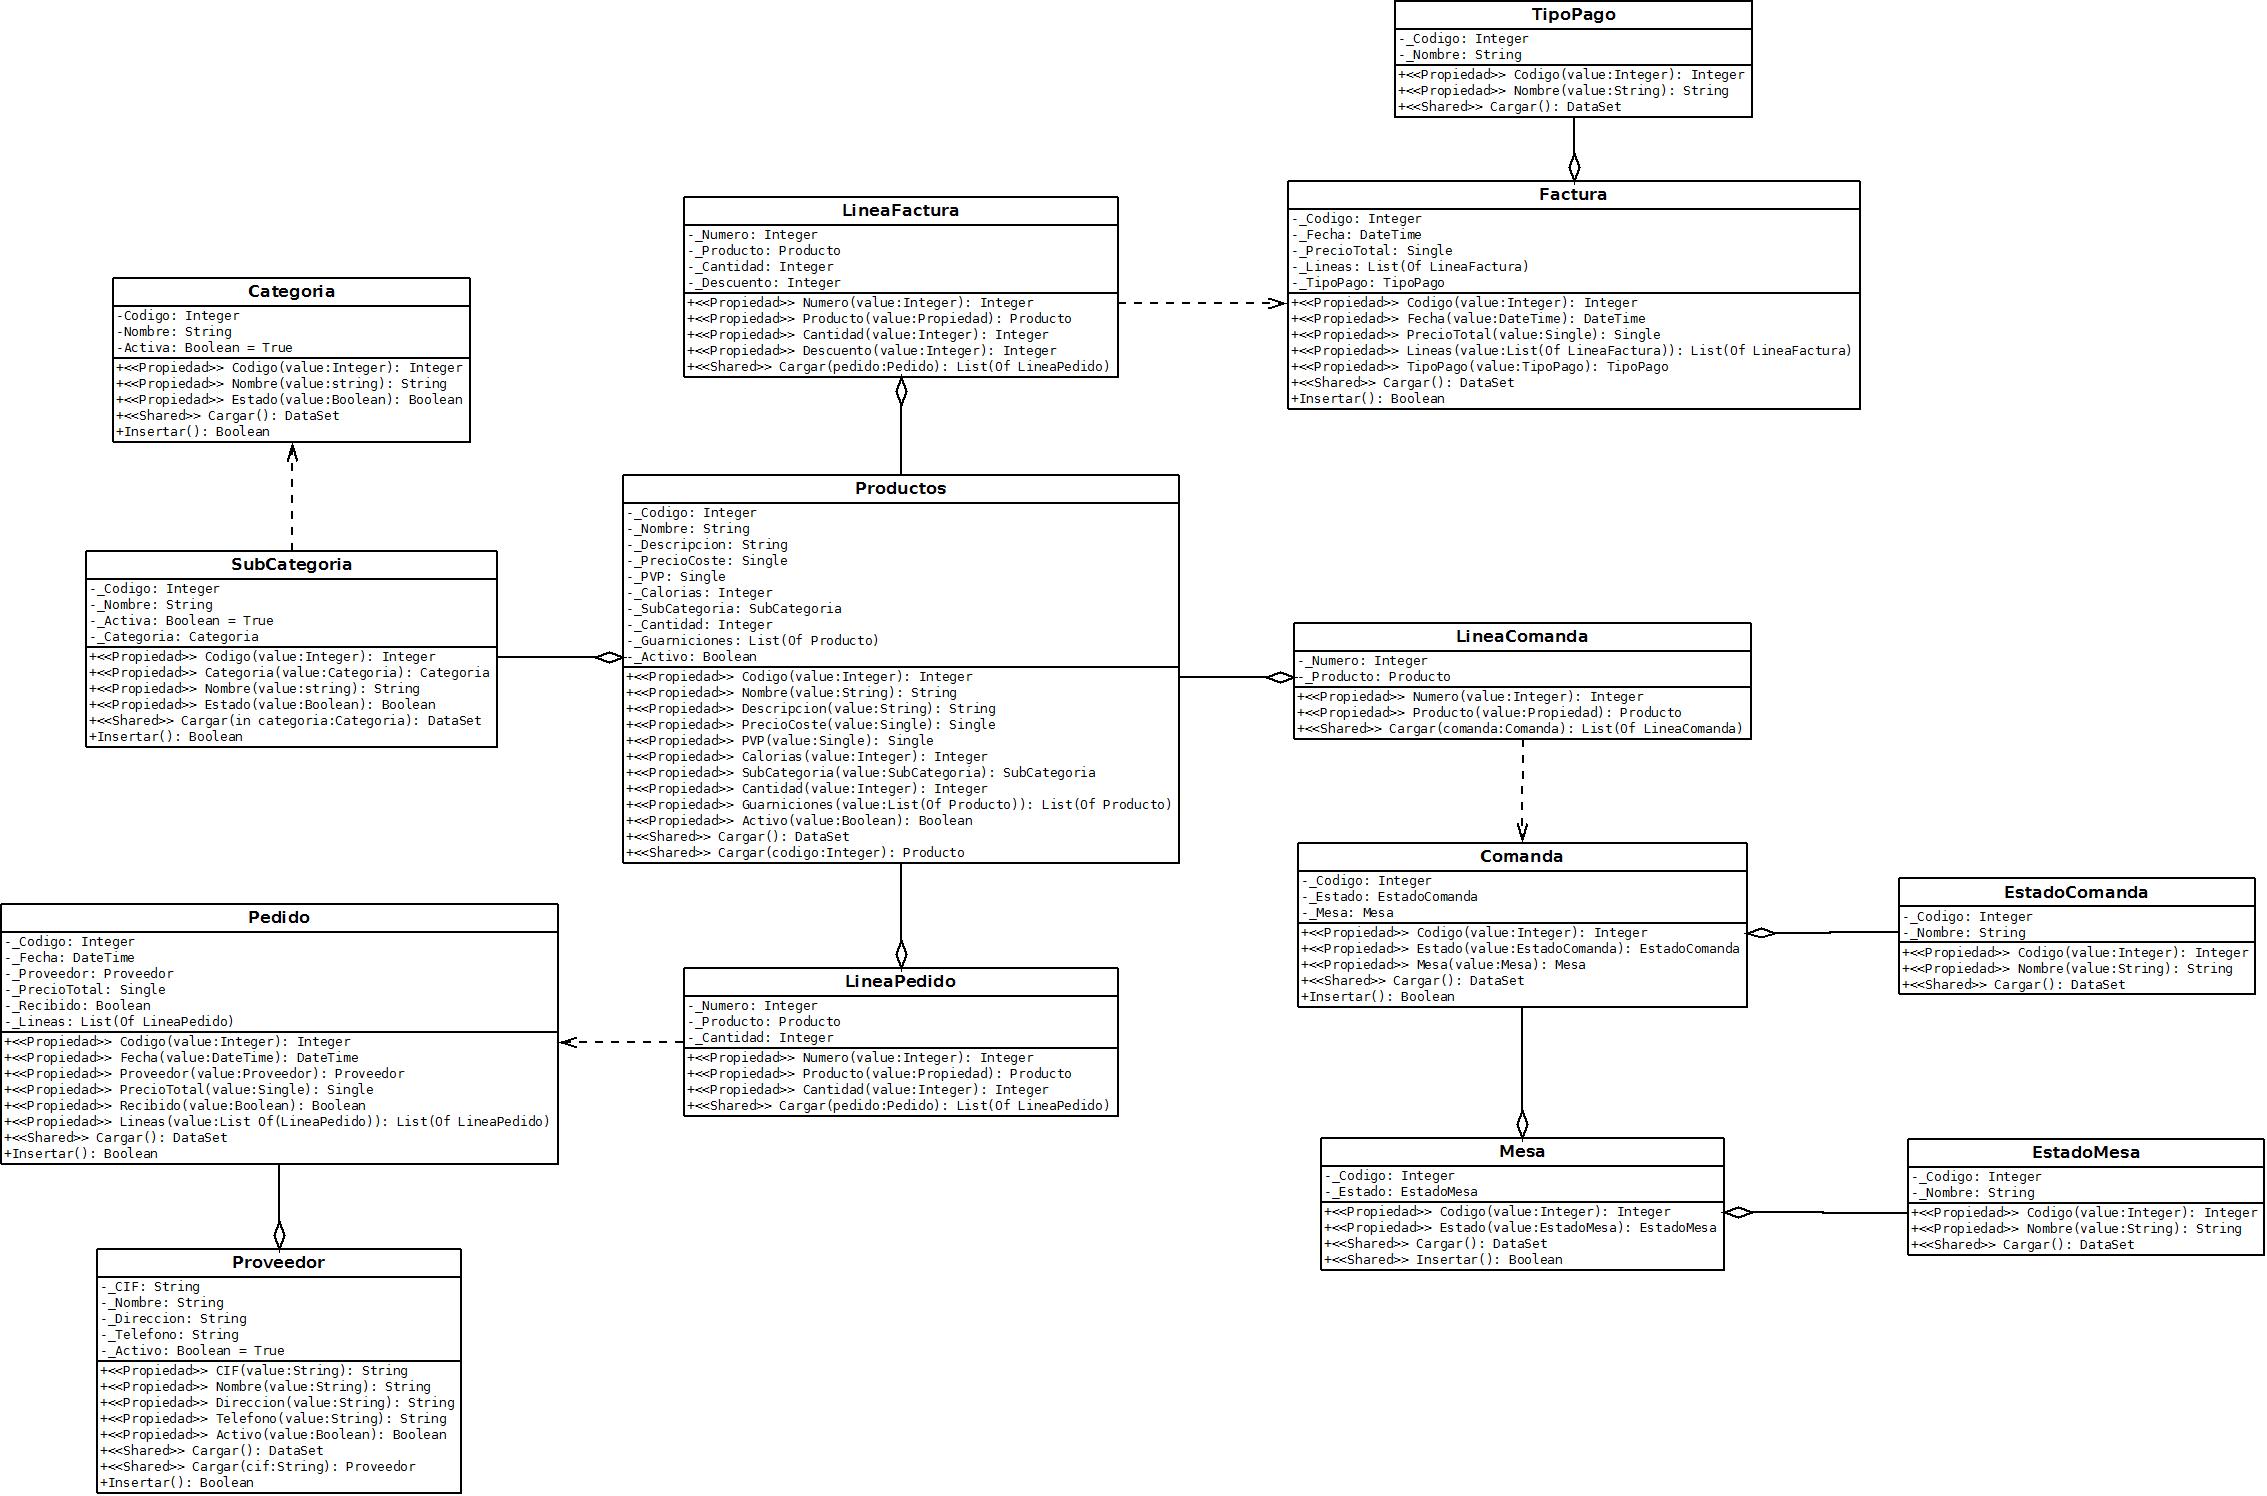 TipoPago
-_Codigo: Integer
-_Nombre: String
+<<Propiedad>> Codigo(value:Integer): Integer
+<<Propiedad>> Nombre(value:String): String
+<<Shared>> Cargar(): DataSet
Factura
-_Codigo: Integer
-_Fecha: DateTime
-_PrecioTotal: Single
-_Lineas: List(Of LineaFactura)
-_TipoPago: TipoPago
+<<Propiedad>> Codigo(value:Integer): Integer
+<<Propiedad>> Fecha(value:DateTime): DateTime
+<<Propiedad>> PrecioTotal(value:Single): Single
+<<Propiedad>> Lineas(value:List(Of LineaFactura)): List(Of LineaFactura)
+<<Propiedad>> TipoPago(value:TipoPago): TipoPago
+<<Shared>> Cargar(): DataSet
+Insertar(): Boolean
LineaFactura
-_Numero: Integer
-_Producto: Producto
-_Cantidad: Integer
-_Descuento: Integer
+<<Propiedad>> Numero(value:Integer): Integer
+<<Propiedad>> Producto(value:Propiedad): Producto
+<<Propiedad>> Cantidad(value:Integer): Integer
+<<Propiedad>> Descuento(value:Integer): Integer
+<<Shared>> Cargar(pedido:Pedido): List(Of LineaPedido)
Categoria
-Codigo: Integer
-Nombre: String
-Activa: Boolean = True
+<<Propiedad>> Codigo(value:Integer): Integer
+<<Propiedad>> Nombre(value:string): String
+<<Propiedad>> Estado(value:Boolean): Boolean
+<<Shared>> Cargar(): DataSet
+Insertar(): Boolean
SubCategoria
-_Codigo: Integer
-_Nombre: String
-_Activa: Boolean = True
-_Categoria: Categoria
+<<Propiedad>> Codigo(value:Integer): Integer
+<<Propiedad>> Categoria(value:Categoria): Categoria
+<<Propiedad>> Nombre(value:string): String
+<<Propiedad>> Estado(value:Boolean): Boolean
+<<Shared>> Cargar(in categoria:Categoria): DataSet
+Insertar(): Boolean
Productos
-_Codigo: Integer
-_Nombre: String
-_Descripcion: String
-_PrecioCoste: Single
-_PVP: Single
-_Calorias: Integer
-_SubCategoria: SubCategoria
-_Cantidad: Integer
-_Guarniciones: List(Of Producto)
-_Activo: Boolean
+<<Propiedad>> Codigo(value:Integer): Integer
+<<Propiedad>> Nombre(value:String): String
+<<Propiedad>> Descripcion(value:String): String
+<<Propiedad>> PrecioCoste(value:Single): Single
+<<Propiedad>> PVP(value:Single): Single
+<<Propiedad>> Calorias(value:Integer): Integer
+<<Propiedad>> SubCategoria(value:SubCategoria): SubCategoria
+<<Propiedad>> Cantidad(value:Integer): Integer
+<<Propiedad>> Guarniciones(value:List(Of Producto)): List(Of Producto)
+<<Propiedad>> Activo(value:Boolean): Boolean
+<<Shared>> Cargar(): DataSet
+<<Shared>> Cargar(codigo:Integer): Producto
LineaComanda
-_Numero: Integer
-_Producto: Producto
+<<Propiedad>> Numero(value:Integer): Integer
+<<Propiedad>> Producto(value:Propiedad): Producto
+<<Shared>> Cargar(comanda:Comanda): List(Of LineaComanda)
Comanda
-_Codigo: Integer
-_Estado: EstadoComanda
-_Mesa: Mesa
+<<Propiedad>> Codigo(value:Integer): Integer
+<<Propiedad>> Estado(value:EstadoComanda): EstadoComanda
+<<Propiedad>> Mesa(value:Mesa): Mesa
+<<Shared>> Cargar(): DataSet
+Insertar(): Boolean
EstadoComanda
-_Codigo: Integer
-_Nombre: String
+<<Propiedad>> Codigo(value:Integer): Integer
+<<Propiedad>> Nombre(value:String): String
+<<Shared>> Cargar(): DataSet
Pedido
-_Codigo: Integer
-_Fecha: DateTime
-_Proveedor: Proveedor
-_PrecioTotal: Single
-_Recibido: Boolean
-_Lineas: List(Of LineaPedido)
+<<Propiedad>> Codigo(value:Integer): Integer
+<<Propiedad>> Fecha(value:DateTime): DateTime
+<<Propiedad>> Proveedor(value:Proveedor): Proveedor
+<<Propiedad>> PrecioTotal(value:Single): Single
+<<Propiedad>> Recibido(value:Boolean): Boolean
+<<Propiedad>> Lineas(value:List Of(LineaPedido)): List(Of LineaPedido)
+<<Shared>> Cargar(): DataSet
+Insertar(): Boolean
LineaPedido
-_Numero: Integer
-_Producto: Producto
-_Cantidad: Integer
+<<Propiedad>> Numero(value:Integer): Integer
+<<Propiedad>> Producto(value:Propiedad): Producto
+<<Propiedad>> Cantidad(value:Integer): Integer
+<<Shared>> Cargar(pedido:Pedido): List(Of LineaPedido)
Mesa
-_Codigo: Integer
-_Estado: EstadoMesa
+<<Propiedad>> Codigo(value:Integer): Integer
+<<Propiedad>> Estado(value:EstadoMesa): EstadoMesa
+<<Shared>> Cargar(): DataSet
+<<Shared>> Insertar(): Boolean
EstadoMesa
-_Codigo: Integer
-_Nombre: String
+<<Propiedad>> Codigo(value:Integer): Integer
+<<Propiedad>> Nombre(value:String): String
+<<Shared>> Cargar(): DataSet
Proveedor
-_CIF: String
-_Nombre: String
-_Direccion: String
-_Telefono: String
-_Activo: Boolean = True
+<<Propiedad>> CIF(value:String): String
+<<Propiedad>> Nombre(value:String): String
+<<Propiedad>> Direccion(value:String): String
+<<Propiedad>> Telefono(value:String): String
+<<Propiedad>> Activo(value:Boolean): Boolean
+<<Shared>> Cargar(): DataSet
+<<Shared>> Cargar(cif:String): Proveedor
+Insertar(): Boolean